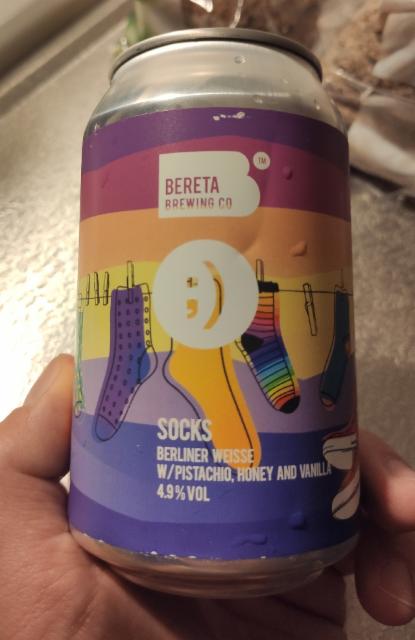 BERETA
BREWING CO
TM
;)
SOCKS
BERLINER WEISSE
W/PISTACHIO, HONEY AND VANILLA
4.9% VOL